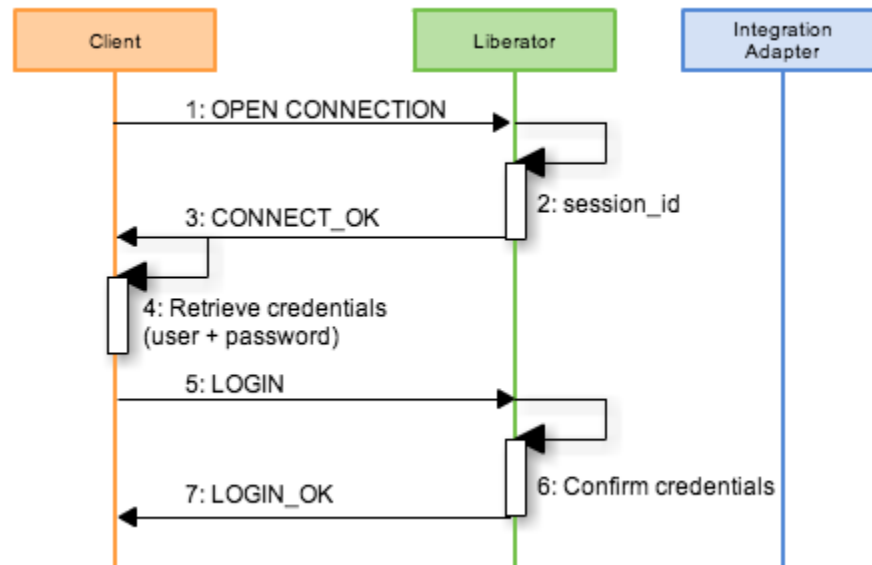 Client
Liberator
Integration
Adapter
1: OPEN CONNECTION
2: session_id
3: CONNECT_OK
4: Retrieve credentials
(user + password)
5: LOGIN
6: Confirm credentials
7: LOGIN_OK